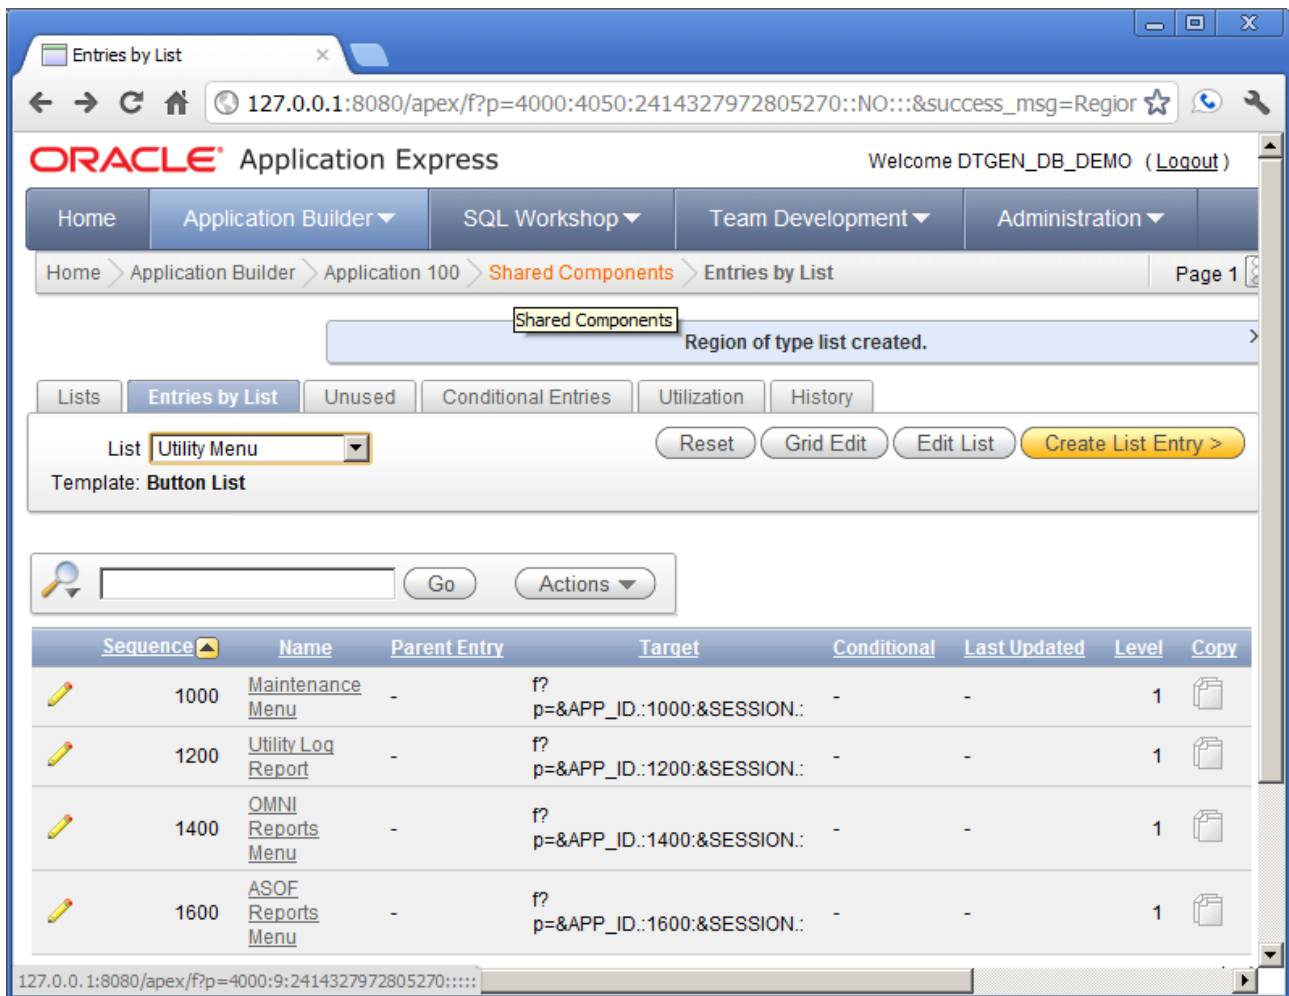 Entries by List
127.0.0.1:8080/apex/f?p=4000:4050:2414327972805270::NO:::&success_msg=Region
ORACLE Application Express
Welcome DTGEN_DB_DEMO ( Logout )
Home Application Builder SQL Workshop Team Development Administration
Home Application Builder Application 100 Shared Components Entries by List Page 1
Shared Components
Region of type list created.
Lists Entries by List Unused Conditional Entries Utilization History
List Utility Menu Reset Grid Edit Edit List Create List Entry >
Template: Button List
Go Actions
Sequence Name Parent Entry Target Conditional Last Updated Level Copy
1000 Maintenance Menu - f?p=&APP_ID.:1000:&SESSION.: - - 1
1200 Utility Log Report - f?p=&APP_ID.:1200:&SESSION.: - - 1
1400 OMNI Reports Menu - f?p=&APP_ID.:1400:&SESSION.: - - 1
1600 ASOF Reports Menu - f?p=&APP_ID.:1600:&SESSION.: - - 1
127.0.0.1:8080/apex/f?p=4000:9:2414327972805270:::::